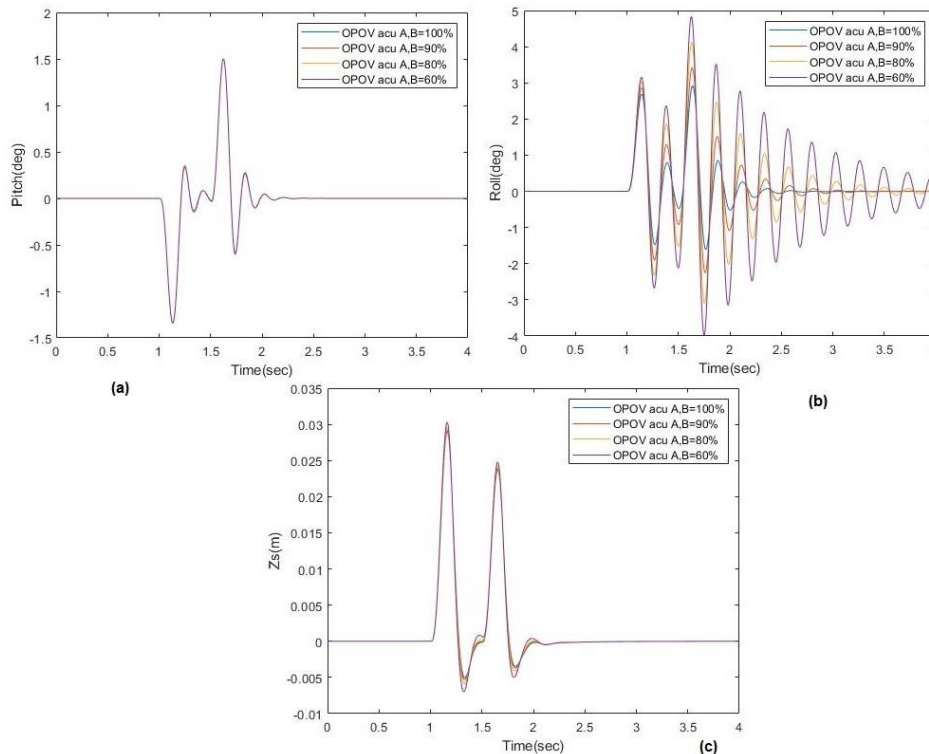 2
1.5
1
0.5
0
-0.5
-1
-1.5
Pitch(deg)
OPOV acu A,B=100%
OPOV acu A,B=90%
OPOV acu A,B=80%
OPOV acu A,B=60%
0 0.5 1 1.5 2 2.5 3 3.5 4
Time(sec)
(a)
5
4
3
2
1
0
-1
-2
-3
-4
Roll(deg)
OPOV acu A,B=100%
OPOV acu A,B=90%
OPOV acu A,B=80%
OPOV acu A,B=60%
0 0.5 1 1.5 2 2.5 3 3.5
Time(sec)
(b)
0.035
0.03
0.025
0.02
0.015
0.01
0.005
0
-0.005
-0.01
Zs(m)
OPOV acu A,B=100%
OPOV acu A,B=90%
OPOV acu A,B=80%
OPOV acu A,B=60%
0 0.5 1 1.5 2 2.5 3 3.5 4
Time(sec)
(c)